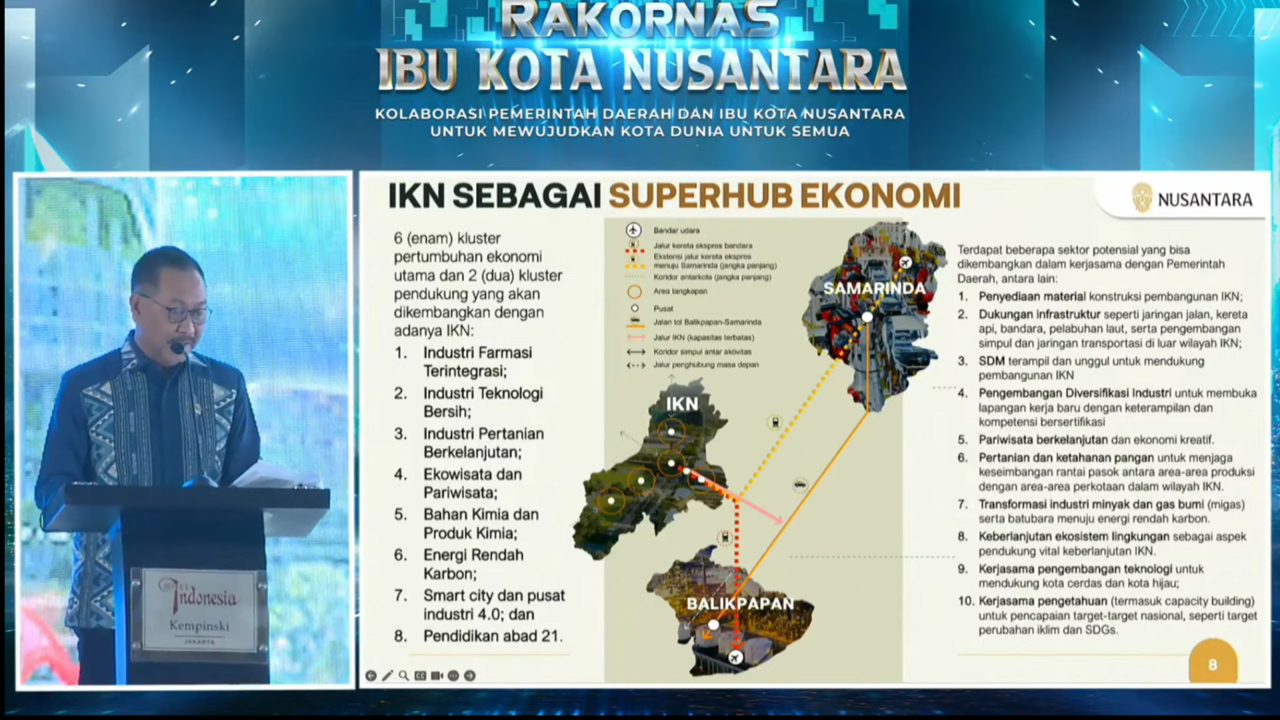 RAKORNAS
IBU KOTA NUSANTARA
KOLABORASI PEMERINTAH DAERAH DAN IBU KOTA NUSANTARA
UNTUK MEWUJUDKAN KOTA DUNIA UNTUK SEMUA
IKN SEBAGAI SUPERHUB EKONOMI
NUSANTARA
6 (enam) kluster
pertumbuhan ekonomi
utama dan 2 (dua) kluster
pendukung yang akan
dikembangkan dengan
adanya IKN:
1. Industri Farmasi
Terintegrasi;
2. Industri Teknologi
Bersih;
3. Industri Pertanian
Berkelanjutan;
4. Ekowisata dan
Pariwisata;
5. Bahan Kimia dan
Produk Kimia;
6. Energi Rendah
Karbon;
7. Smart city dan pusat
industri 4.0; dan
8. Pendidikan abad 21.
Bandar udara
Jalur kereta ekspres bandara
Ekstensi jalur kereta ekspres
menuju Samarinda (jangka panjang)
Koridor antarkota (jangka panjang)
Area tangkapan
Pusat
Jalan tol Balikpapan-Samarinda
Jalur IKN (kapasitas terbatas)
Koridor simpul antar aktivitas
Jalur penghubung masa depan
SAMARINDA
IKN
BALIKPAPAN
Terdapat beberapa sektor potensial yang bisa
dikembangkan dalam kerjasama dengan Pemerintah
Daerah, antara lain:
1. Penyediaan material konstruksi pembangunan IKN;
2. Dukungan infrastruktur seperti jaringan jalan, kereta
api, bandara, pelabuhan laut, serta pengembangan
simpul dan jaringan transportasi di luar wilayah IKN;
3. SDM terampil dan unggul untuk mendukung
pembangunan IKN
4. Pengembangan Diversifikasi Industri untuk membuka
lapangan kerja baru dengan keterampilan dan
kompetensi bersertifikasi
5. Pariwisata berkelanjutan dan ekonomi kreatif.
6. Pertanian dan ketahanan pangan untuk menjaga
keseimbangan rantai pasok antara area-area produksi
dengan area-area perkotaan dalam wilayah IKN.
7. Transformasi industri minyak dan gas bumi (migas)
serta batubara menuju energi rendah karbon.
8. Keberlanjutan ekosistem lingkungan sebagai aspek
pendukung vital keberlanjutan IKN.
9. Kerjasama pengembangan teknologi untuk
mendukung kota cerdas dan kota hijau;
10. Kerjasama pengetahuan (termasuk capacity building)
untuk pencapaian target-target nasional, seperti target
perubahan iklim dan SDGs.
8
HOTEL
Indonesia
Kempinski
JAKARTA